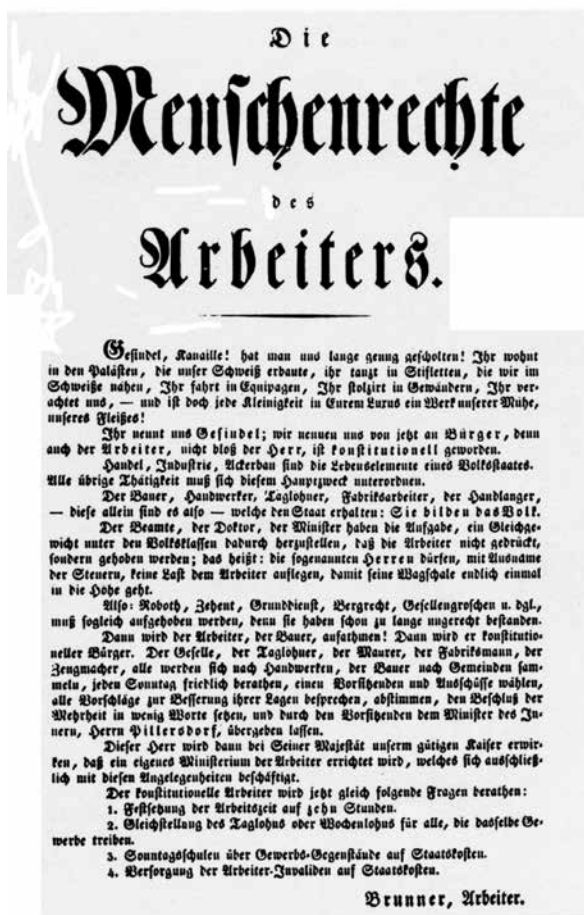 Die
Menschenrechte
des
Arbeiters.
Gesindel, Kanaille! hat man uns lange genug gescholten! Ihr wohnt
in den Palästen, die unser Schweiß erbaute, ihr tanzt in Stifletten, die wir im
Schweiße nahen, Ihr fahrt in Equipagen, Ihr stolzirt in Gewandern, Ihr ver-
achtet uns, — und ist doch jede Kleinigkeit in Eurem Luxus ein Werk unserer Muhe,
unseres Fleißes!
Ihr nennt uns Gesindel; wir nennen uns von jetzt an Bürger, denn
auch der Arbeiter, nicht bloß der Herr, ist konstitutionell geworden.
Handel, Industrie, Ackerbau sind die Lebenselemente eines Volksstaates.
Alle übrige Thätigkeit muß sich diesem Hauptzweck unterordnen.
Der Bauer, Handwerker, Taglohner, Fabriksarbeiter, der Handlanger,
— diese allein sind es also — welche den Staat erhalten: Sie bilden das Volk.
Der Beamte, der Doktor, der Minister haben die Aufgabe, ein Gleichge-
wicht unter den Volksklassen dadurch herzustellen, daß die Arbeiter nicht gedrückt,
sondern gehoben werden; das heißt: die sogenannten Herren dürfen, mit Ausname
der Steuern, keine Last dem Arbeiter auflegen, damit seine Wagschale endlich einmal
in die Hohe geht.
Also: Roboth, Zehent, Grunddienst, Bergrecht, Gesellengroschen u. dgl.,
muß sogleich aufgehoben werden, denn sie haben schon zu lange ungerecht bestanden.
Dann wird der Arbeiter, der Bauer, aufathmen! Dann wird er konstitutio-
neller Bürger. Der Geselle, der Taglohner, der Maurer, der Fabriksmann, der
Zeugmacher, alle werden sich nach Handwerken, der Bauer nach Gemeinden sam-
meln, jeden Sonntag friedlich berathen, einen Vorsitzenden und Ausschüsse wählen,
alle Vorschläge zur Besserung ihrer Lagen besprechen, abstimmen, den Beschluß der
Mehrheit in wenig Worte setzen, und durch den Vorsitzenden dem Minister des In-
nern, Herrn Pillersdorf, übergeben lassen.
Dieser Herr wird dann bei Seiner Majestät unserm gütigen Kaiser erwir-
ken, daß ein eigenes Ministerium der Arbeiter errichtet wird, welches sich ausschließ-
lich mit diesen Angelegenheiten beschäftigt.
Der konstitutionelle Arbeiter wird jetzt gleich folgende Fragen berathen:
1. Festsetzung der Arbeitszeit auf zehn Stunden.
2. Gleichstellung des Taglohns oder Wochenlohns für alle, die dasselbe Ge-
werbe treiben.
3. Sonntagsschulen über Gewerbs-Gegenstände auf Staatskosten.
4. Versorgung der Arbeiter-Invaliden auf Staatskosten.
Brunner, Arbeiter.